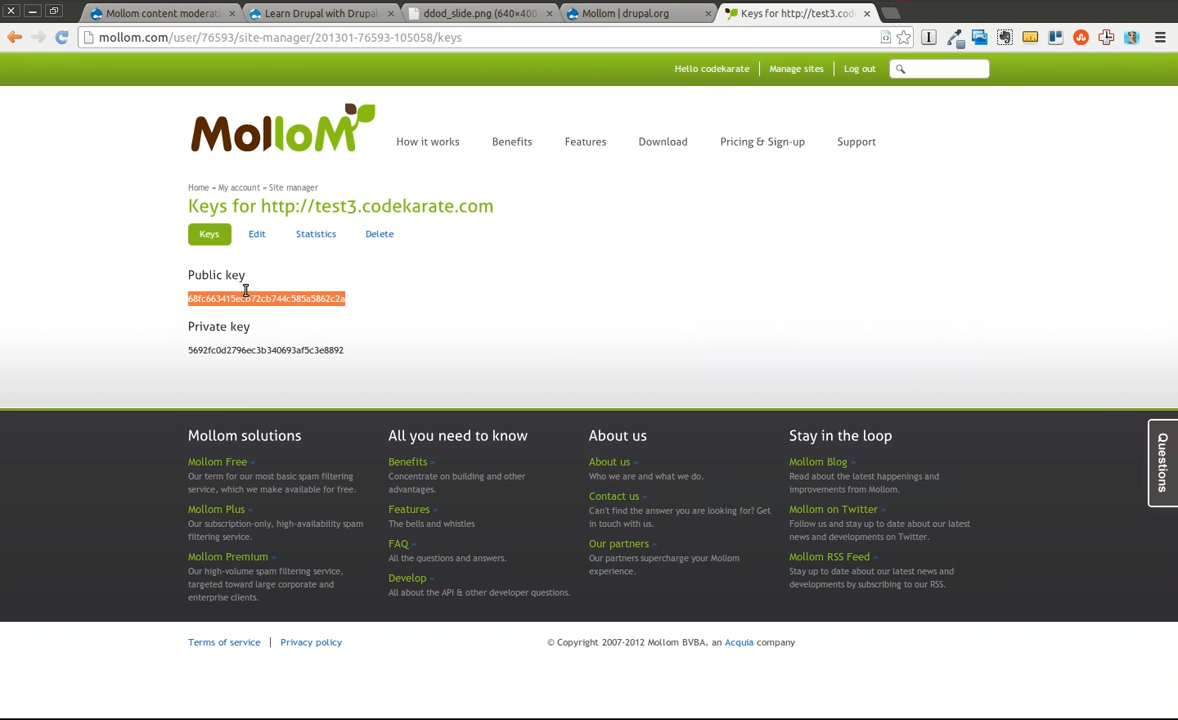 Mollom content moderati
Learn Drupal with Drupal
ddod_slide.png (640×400
Mollom | drupal.org
Keys for http://test3.cod
mollom.com/user/76593/site-manager/201301-76593-105058/keys
Hello codekarate | Manage sites | Log out
MolloM
How it works Benefits Features Download Pricing & Sign-up Support
Home » My account » Site manager
Keys for http://test3.codekarate.com
Keys Edit Statistics Delete
Public key
Private key
5692fc0d2796ec3b340693af5c3e8892
Questions
Mollom solutions
Mollom Free
Our term for our most basic spam filtering
service, which we make available for free.
Mollom Plus
Our subscription-only, high-availability spam
filtering service.
Mollom Premium
Our high-volume spam filtering service,
targeted toward large corporate and
enterprise clients.
All you need to know
Benefits
Concentrate on building and other
advantages.
Features
The bells and whistles
FAQ
All the questions and answers.
Develop
All about the API & other developer questions.
About us
About us
Who we are and what we do.
Contact us
Can't find the answer you are looking for? Get
in touch with us.
Our partners
Our partners supercharge your Mollom
experience.
Stay in the loop
Mollom Blog
Read about the latest happenings and
improvements from Mollom.
Mollom on Twitter
Follow us and stay up to date about our latest
news and developments on Twitter.
Mollom RSS Feed
Stay up to date about our latest news and
developments by subscribing to our RSS.
Terms of service | Privacy policy
© Copyright 2007-2012 Mollom BVBA, an Acquia company